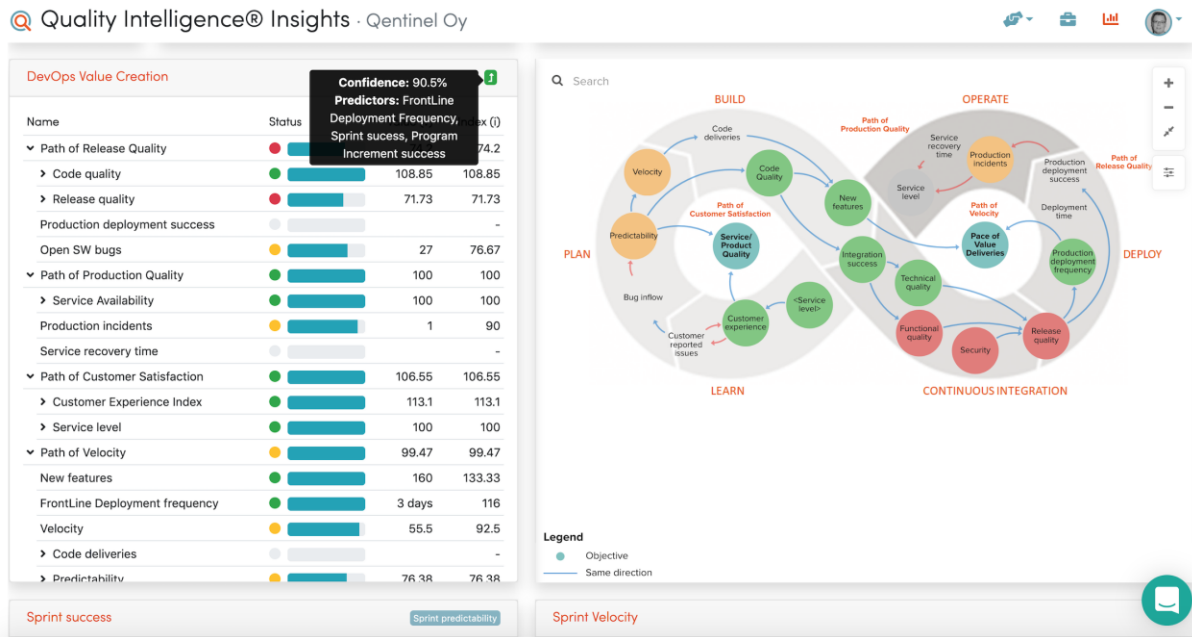 Quality Intelligence® Insights · Qentinel Oy
DevOps Value Creation
Confidence: 90.5%
Predictors: FrontLine
Deployment Frequency,
Sprint sucess, Program
Increment success
Name Status ndex (i)
Path of Release Quality 74.2
Code quality 108.85 108.85
Release quality 71.73 71.73
Production deployment success -
Open SW bugs 27 76.67
Path of Production Quality 100 100
Service Availability 100 100
Production incidents 1 90
Service recovery time -
Path of Customer Satisfaction 106.55 106.55
Customer Experience Index 113.1 113.1
Service level 100 100
Path of Velocity 99.47 99.47
New features 160 133.33
FrontLine Deployment frequency 3 days 116
Velocity 55.5 92.5
Code deliveries -
Predictability 76.38 76.38
Sprint success Sprint predictability
Search
BUILD
OPERATE
Code
deliveries
Path of
Production Quality
Service
recovery
time
Production
incidents
Production
deployment
success
Path of
Release Quality
Velocity
Code
Quality
Service
level
New
features
Path of
Customer Satisfaction
Path of
Velocity
Deployment
time
Predictability
Service/
Product
Quality
Pace of
Value
Deliveries
PLAN
DEPLOY
Integration
success
Production
deployment
frequency
Technical
quality
Bug inflow
<Service
level>
Customer
experience
Customer
reported
issues
Functional
quality
Security
Release
quality
LEARN
CONTINUOUS INTEGRATION
Legend
Objective
Same direction
Sprint Velocity